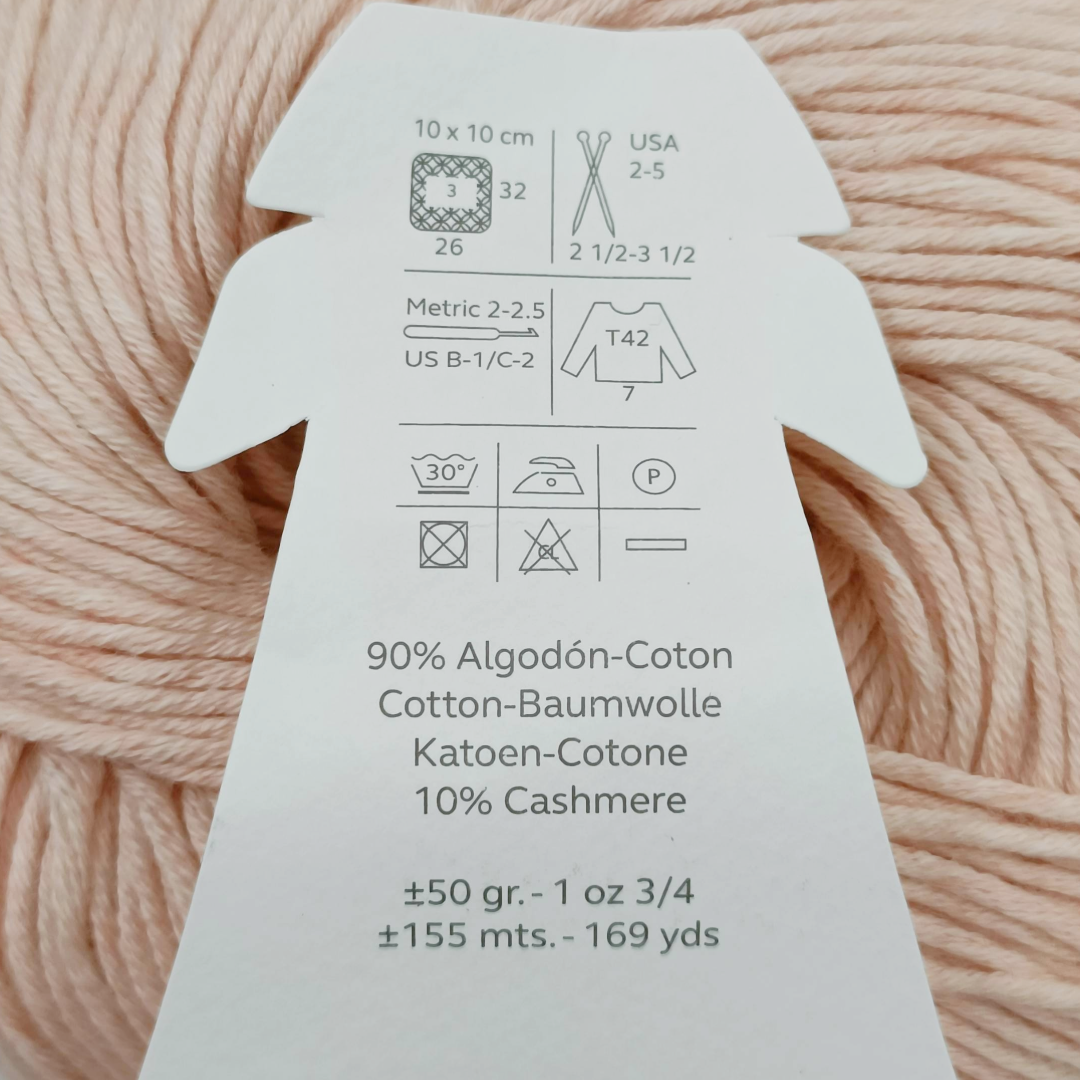 10 x 10 cm
3
32
26
USA
2-5
2 1/2-3 1/2
Metric 2-2.5
US B-1/C-2
T42
7
30°
P
CL
90% Algodón-Coton
Cotton-Baumwolle
Katoen-Cotone
10% Cashmere
±50 gr.- 1 oz 3/4
±155 mts.- 169 yds